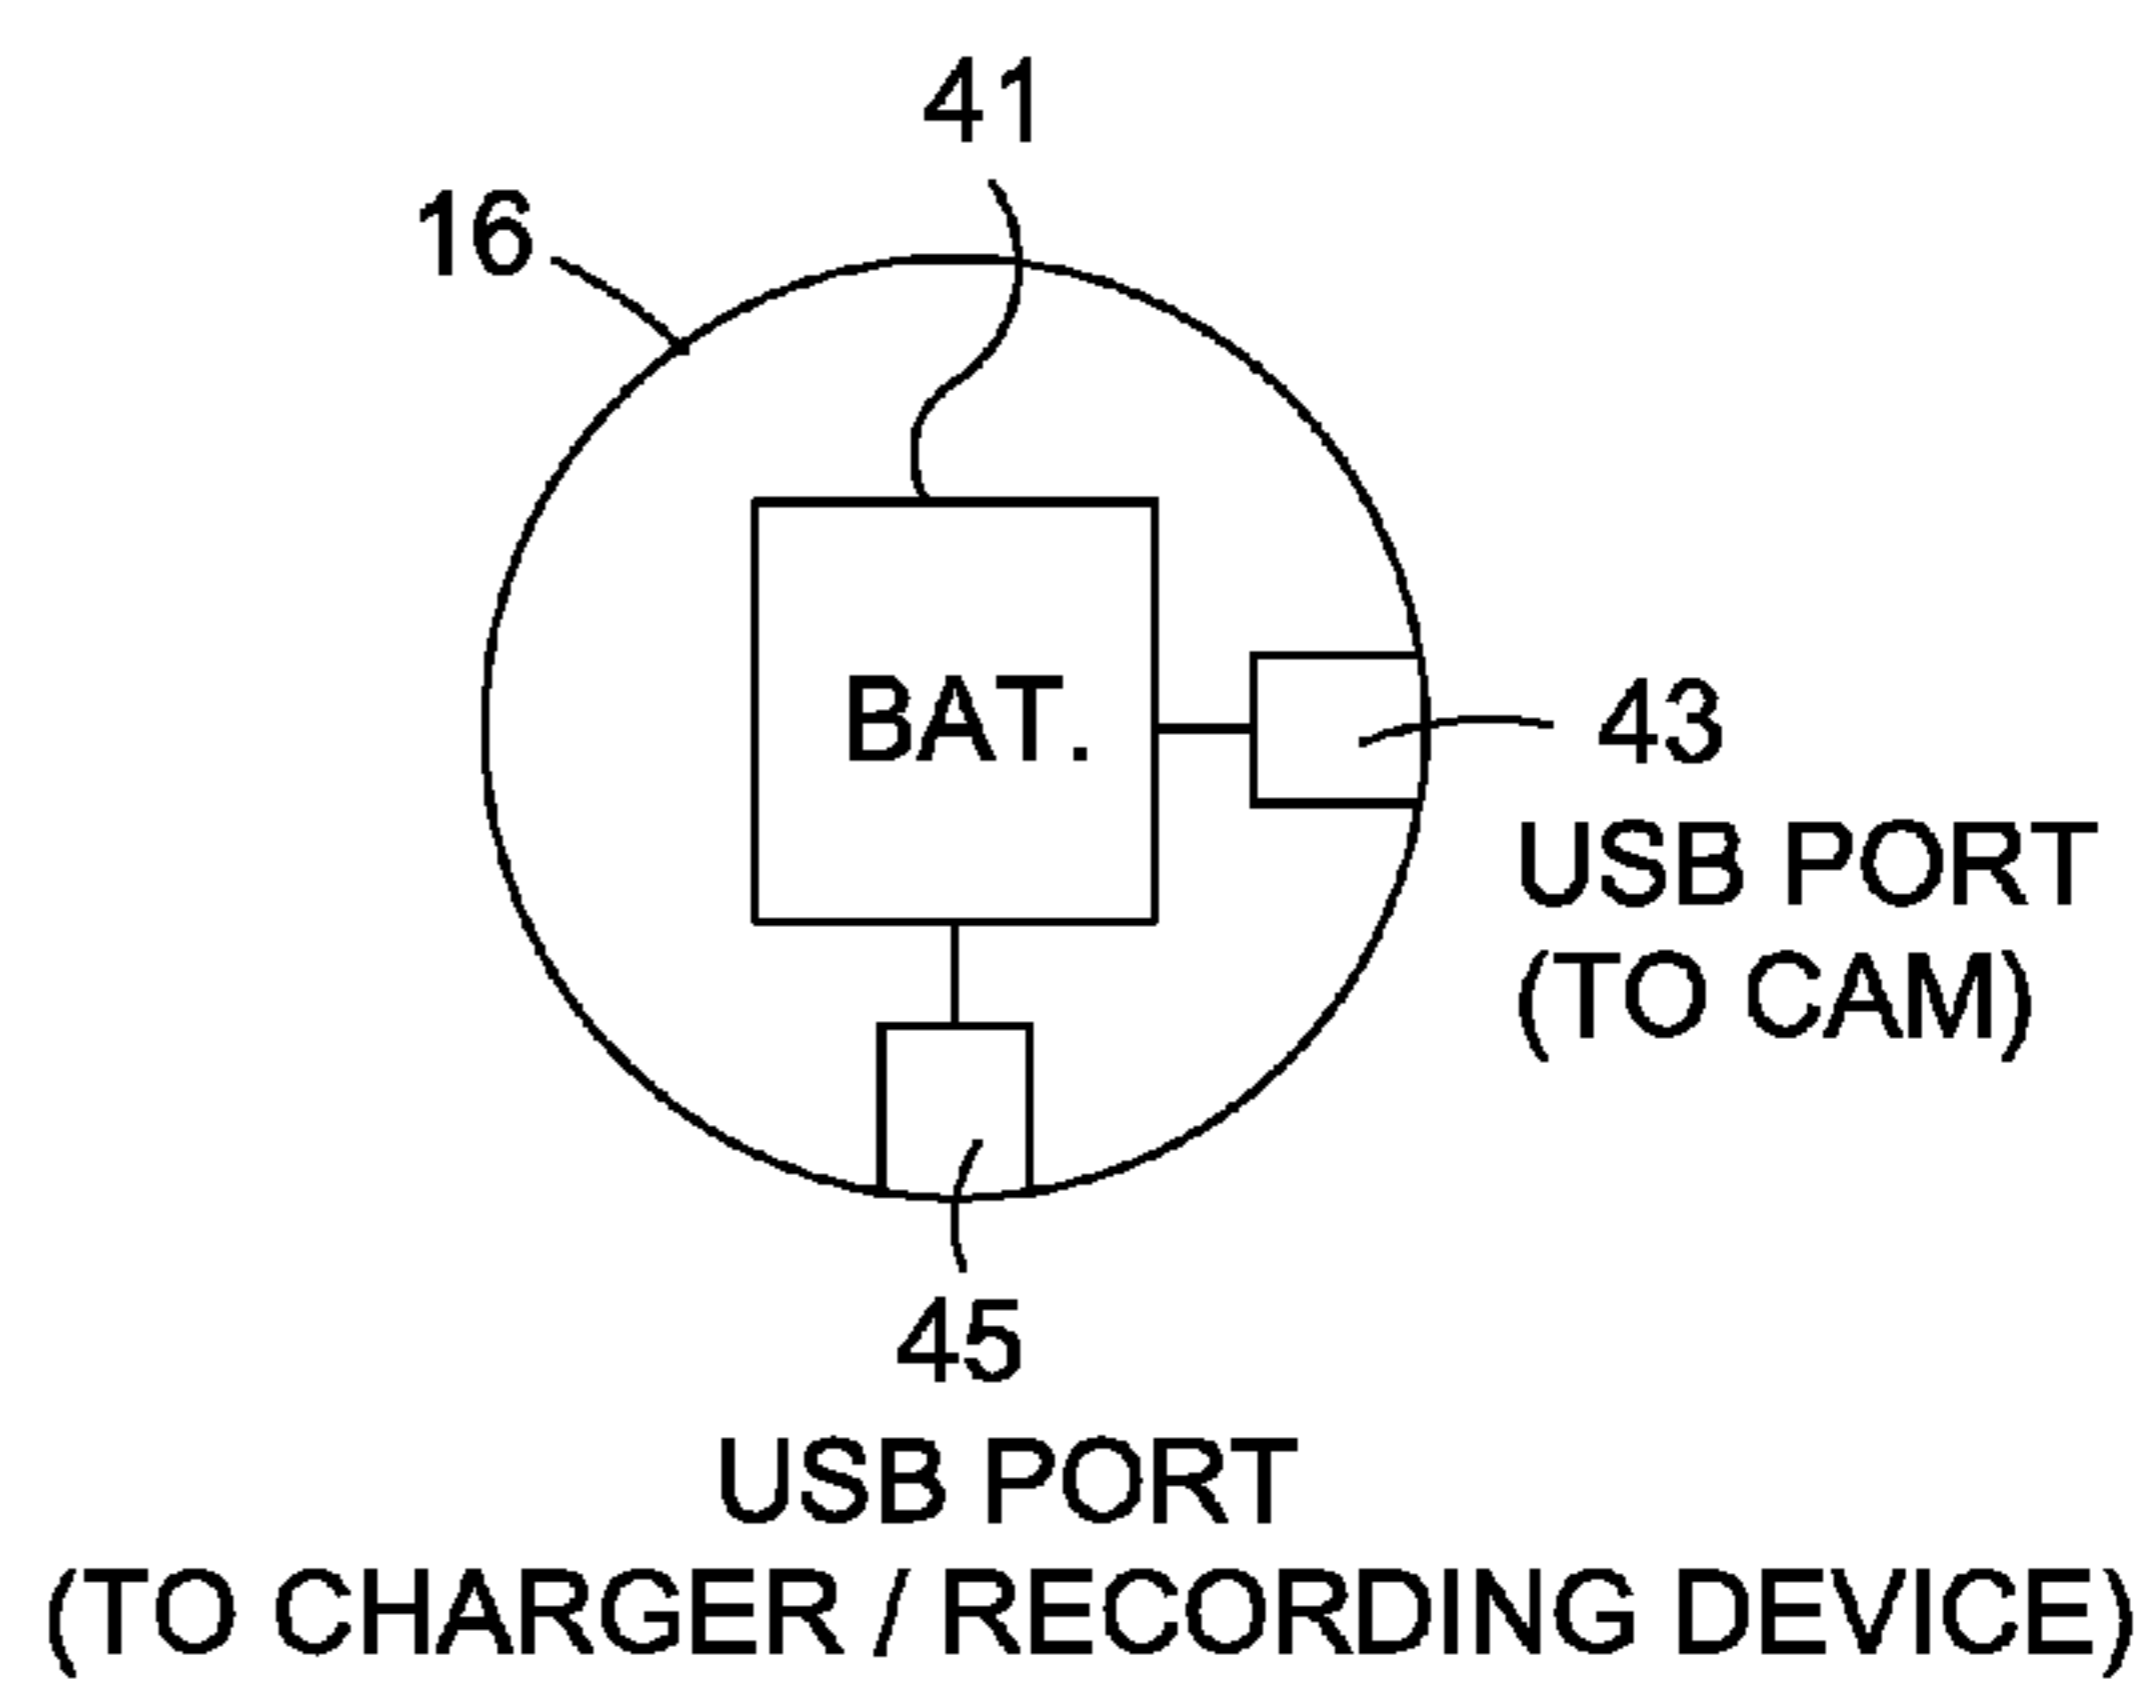 41
16
BAT.
43
USB PORT
(TO CAM)
45
USB PORT
(TO CHARGER / RECORDING DEVICE)